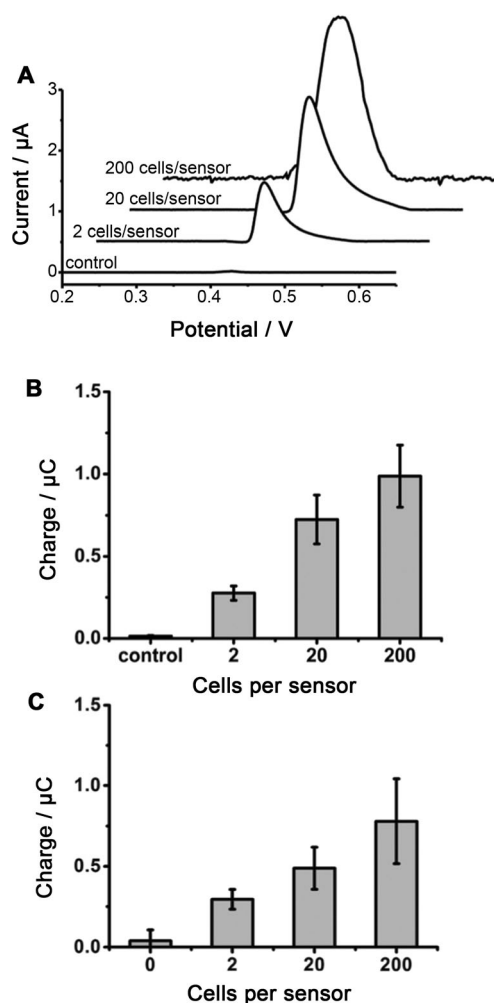 A
Current / µA
3
2
1
0
200 cells/sensor
20 cells/sensor
2 cells/sensor
control
0.2 0.3 0.4 0.5 0.6
Potential / V
B
Charge / µC
1.5
1.0
0.5
0.0
control 2 20 200
Cells per sensor
C
Charge / µC
1.5
1.0
0.5
0.0
0 2 20 200
Cells per sensor